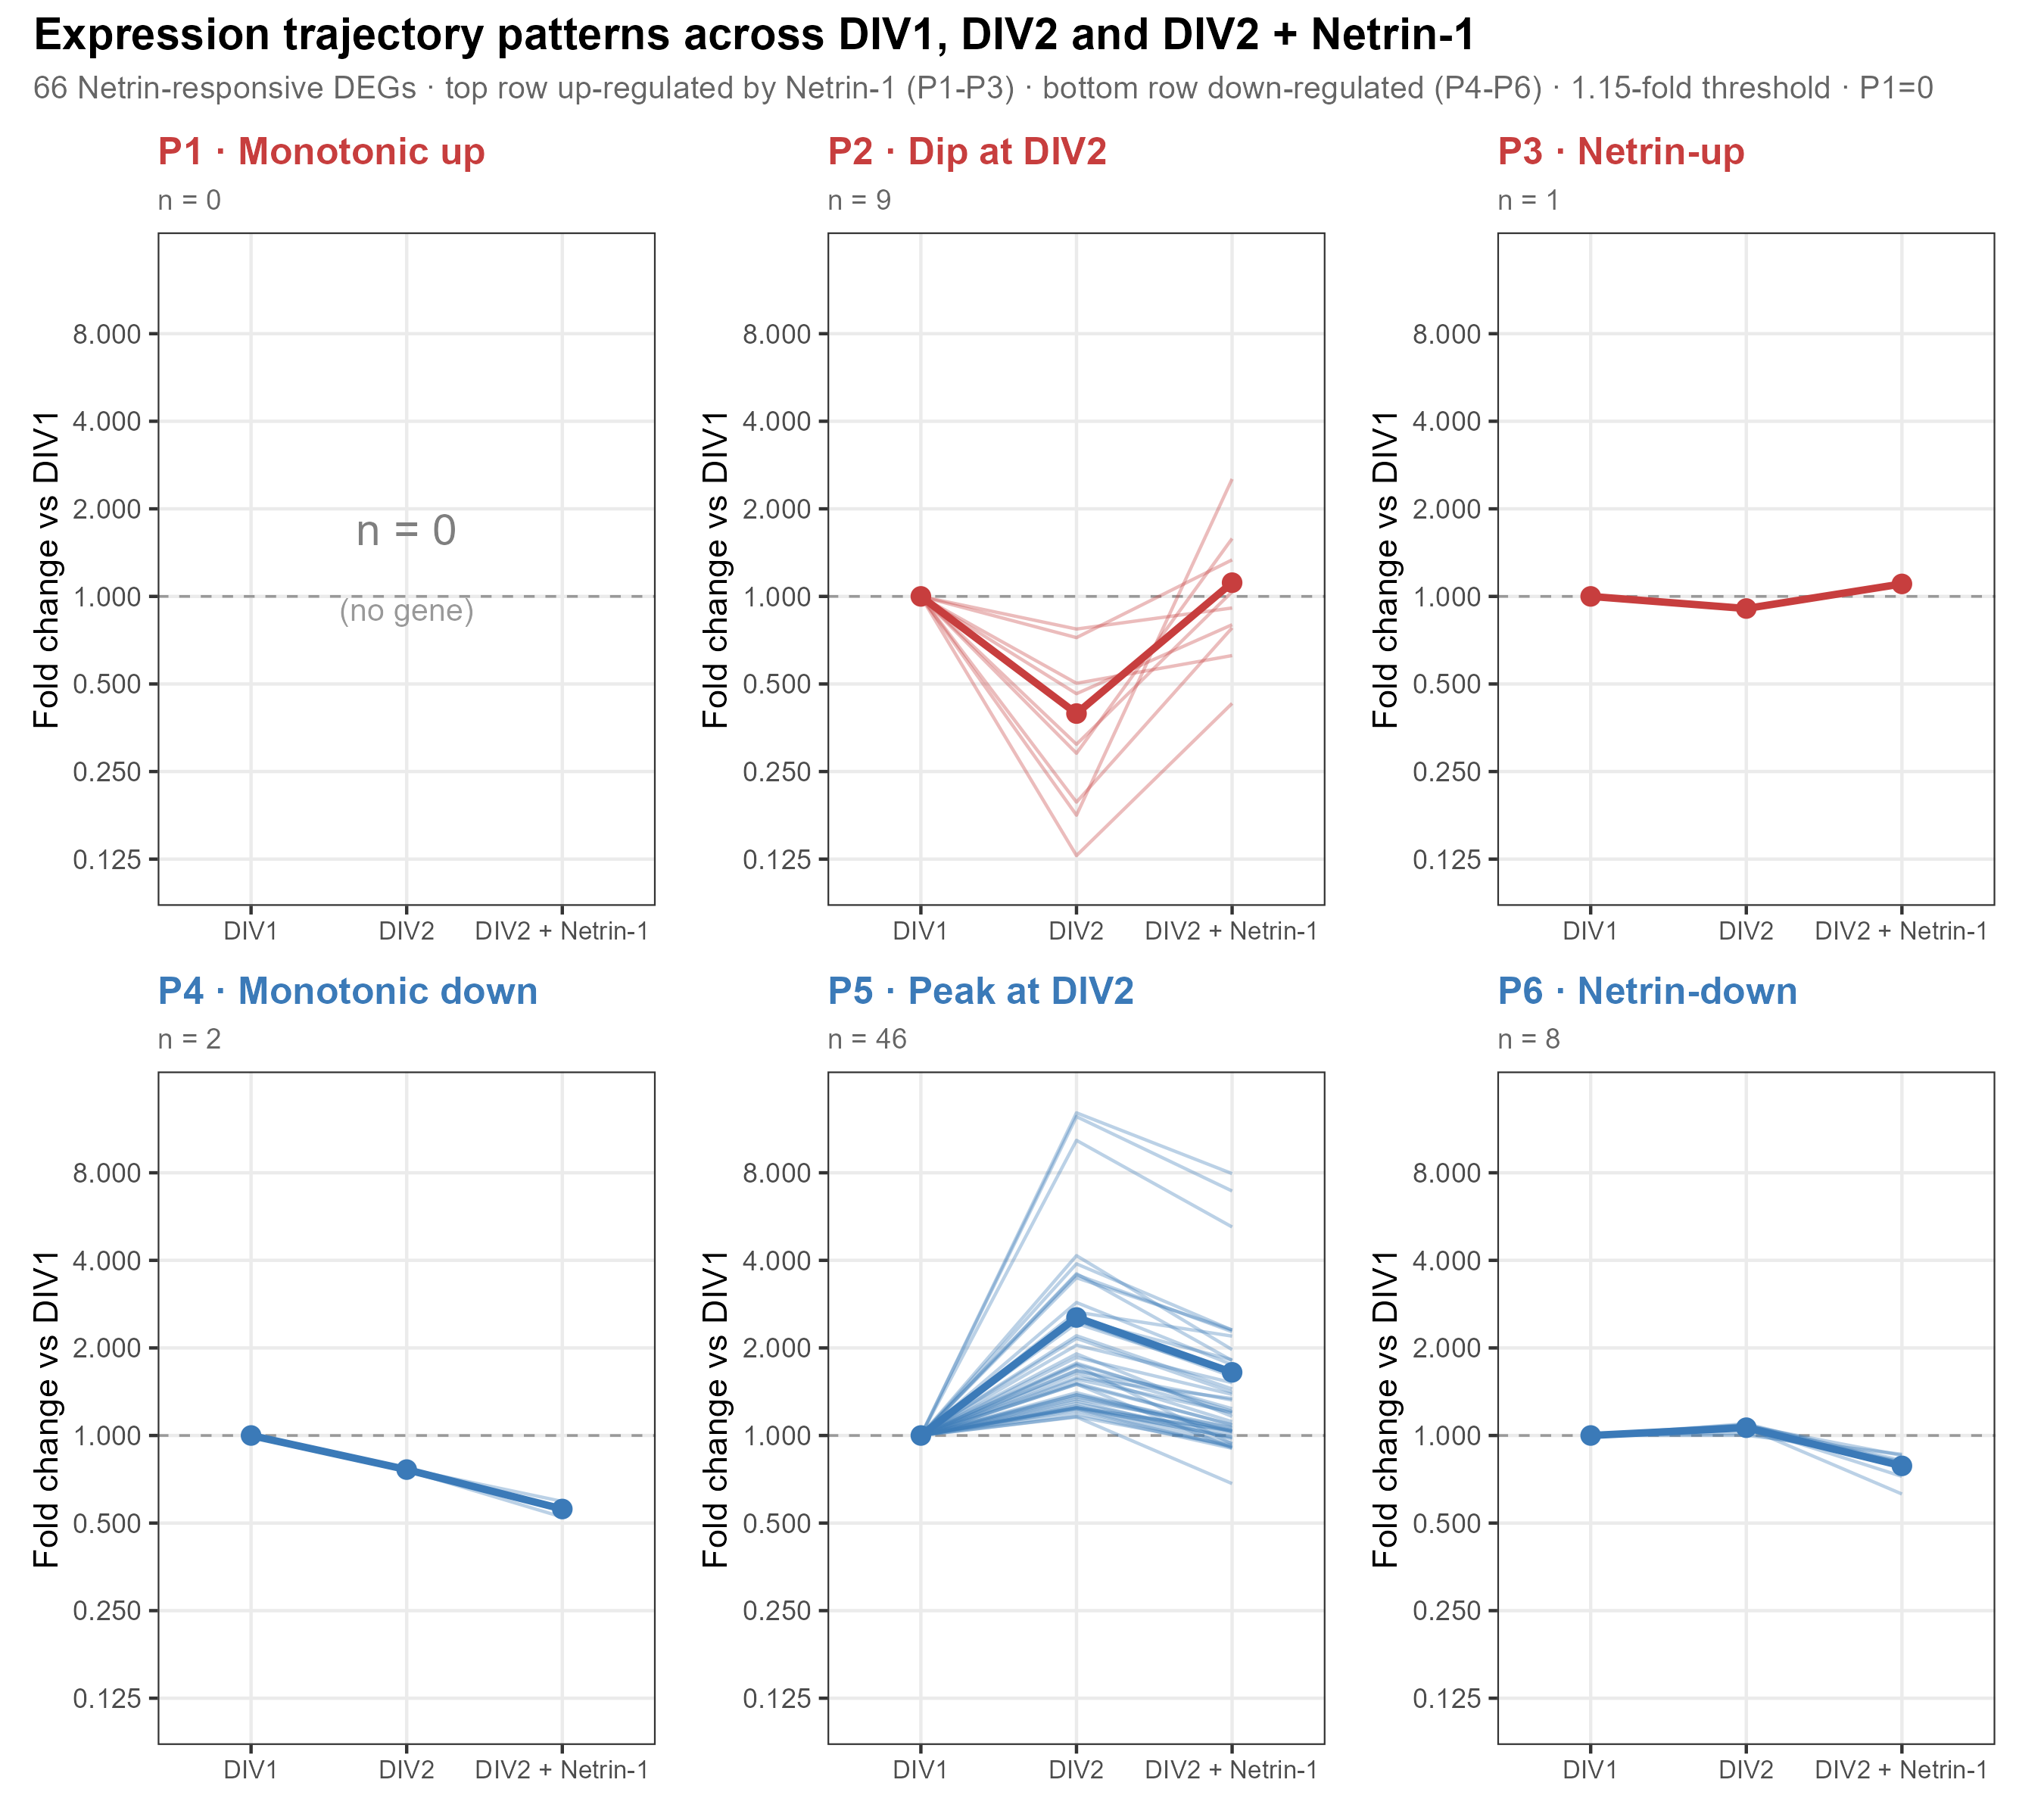 Expression trajectory patterns across DIV1, DIV2 and DIV2 + Netrin-1
66 Netrin-responsive DEGs · top row up-regulated by Netrin-1 (P1-P3) · bottom row down-regulated (P4-P6) · 1.15-fold threshold · P1=0
P1 · Monotonic up
n = 0
Fold change vs DIV1
8.000
4.000
2.000
1.000
0.500
0.250
0.125
n = 0
(no gene)
DIV1 DIV2 DIV2 + Netrin-1
P2 · Dip at DIV2
n = 9
Fold change vs DIV1
8.000
4.000
2.000
1.000
0.500
0.250
0.125
DIV1 DIV2 DIV2 + Netrin-1
P3 · Netrin-up
n = 1
Fold change vs DIV1
8.000
4.000
2.000
1.000
0.500
0.250
0.125
DIV1 DIV2 DIV2 + Netrin-1
P4 · Monotonic down
n = 2
Fold change vs DIV1
8.000
4.000
2.000
1.000
0.500
0.250
0.125
DIV1 DIV2 DIV2 + Netrin-1
P5 · Peak at DIV2
n = 46
Fold change vs DIV1
8.000
4.000
2.000
1.000
0.500
0.250
0.125
DIV1 DIV2 DIV2 + Netrin-1
P6 · Netrin-down
n = 8
Fold change vs DIV1
8.000
4.000
2.000
1.000
0.500
0.250
0.125
DIV1 DIV2 DIV2 + Netrin-1